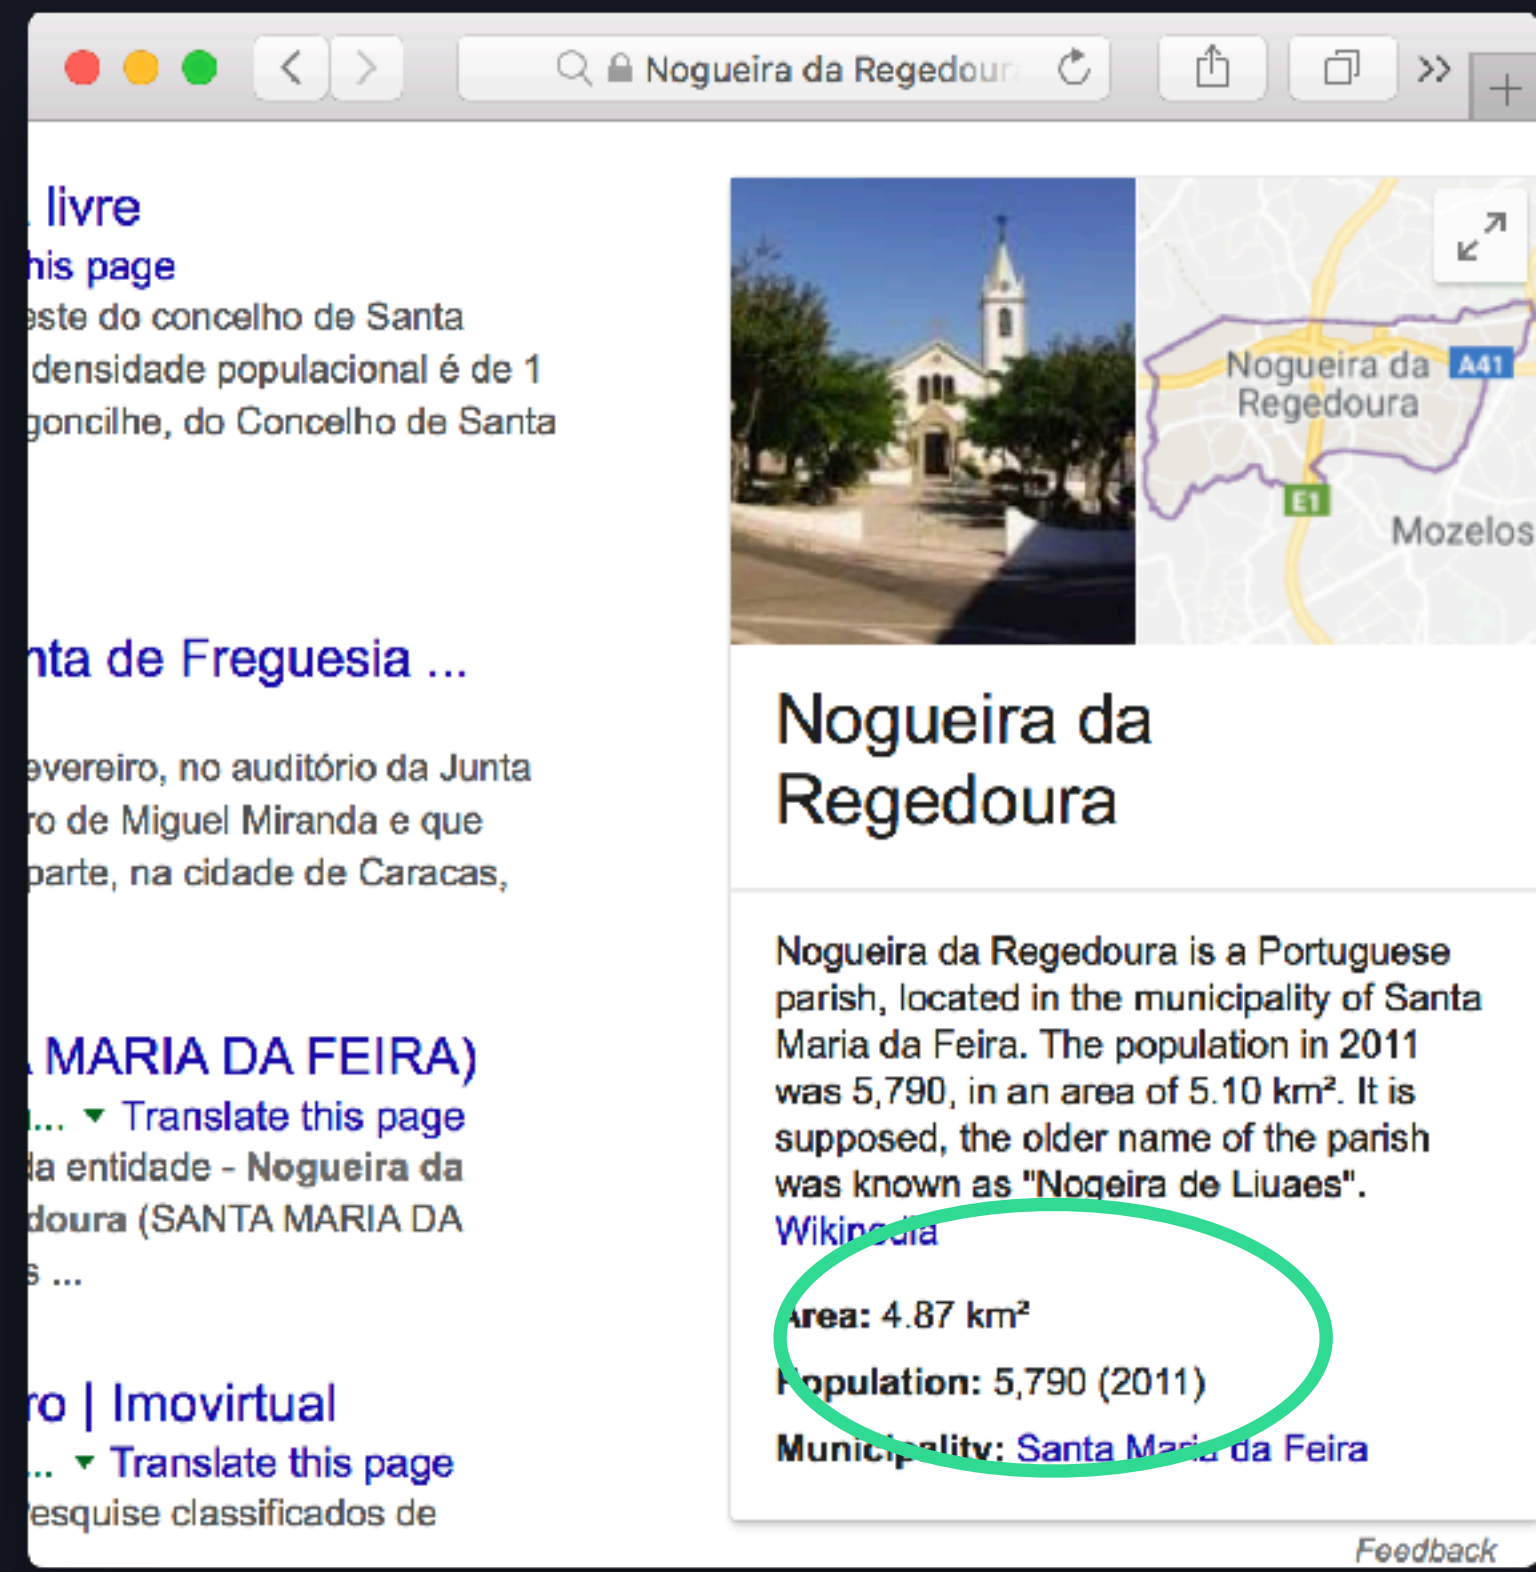 Nogueira da Regedour
livre
his page
este do concelho de Santa
densidade populacional é de 1
goncilhe, do Concelho de Santa
nta de Freguesia ...
evereiro, no auditório da Junta
ro de Miguel Miranda e que
parte, na cidade de Caracas,
MARIA DA FEIRA)
... ▼ Translate this page
da entidade - Nogueira da
doura (SANTA MARIA DA
s ...
ro | Imovirtual
... ▼ Translate this page
esquise classificados de
Nogueira da
Regedoura
A41
E1
Mozelos
Nogueira da
Regedoura
Nogueira da Regedoura is a Portuguese
parish, located in the municipality of Santa
Maria da Feira. The population in 2011
was 5,790, in an area of 5.10 km². It is
supposed, the older name of the parish
was known as "Nogeira de Liuaes".
Wikipedia
Area: 4.87 km²
Population: 5,790 (2011)
Municipality: Santa Maria da Feira
Feedback